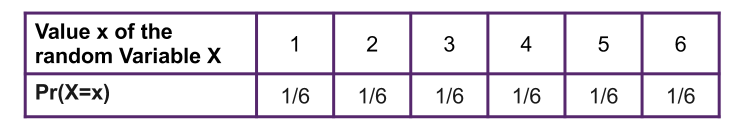 Value x of the
random Variable X 1 2 3 4 5 6
Pr(X=x) 1/6 1/6 1/6 1/6 1/6 1/6